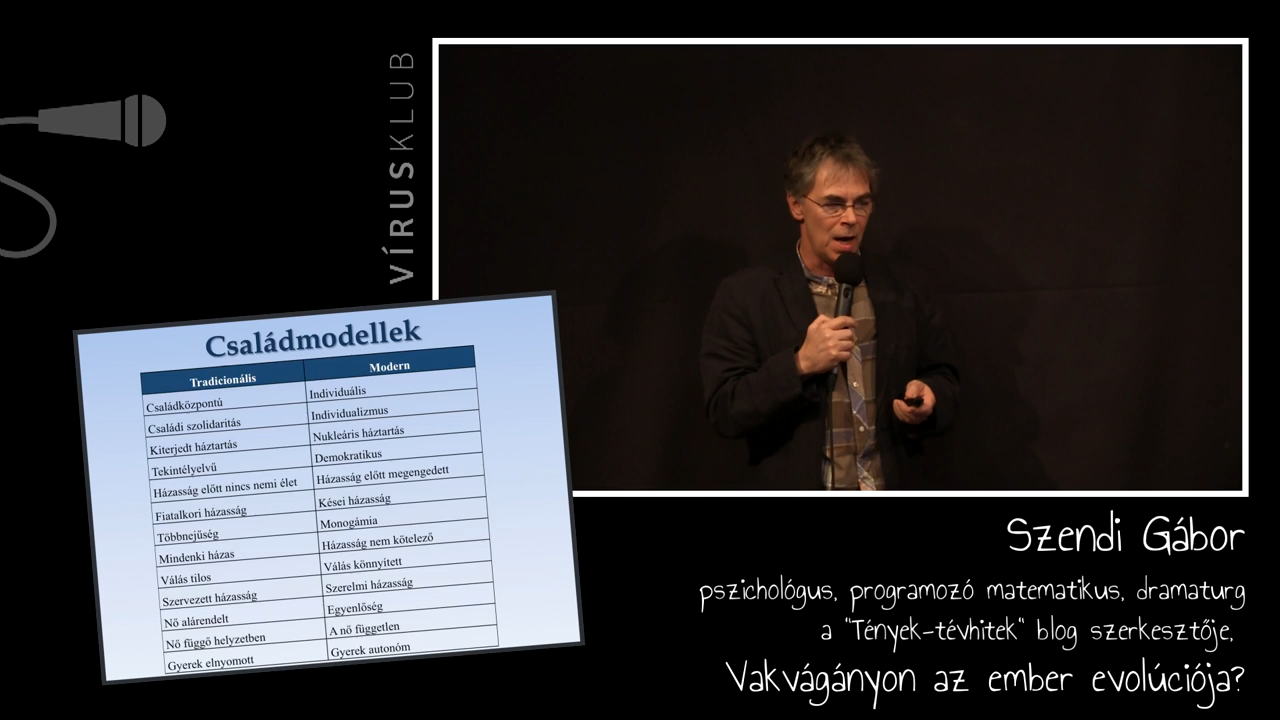 VÍRUSKLUB
Családmodellek
Tradicionális Modern
Családközpontú Individuális
Családi szolidaritás Individualizmus
Kiterjedt háztartás Nukleáris háztartás
Tekintélyelvű Demokratikus
Házasság előtt nincs nemi élet Házasság előtt megengedett
Fiatalkori házasság Kései házasság
Többnejűség Monogámia
Mindenki házas Házasság nem kötelező
Válás tilos Válás könnyített
Szervezett házasság Szerelmi házasság
Nő alárendelt Egyenlőség
Nő függő helyzetben A nő független
Gyerek elnyomott Gyerek autonóm
Szendi Gábor
pszichológus, programozó matematikus, dramaturg
a "Tények-tévhitek" blog szerkesztője,
Vakvágányon az ember evolúciója?